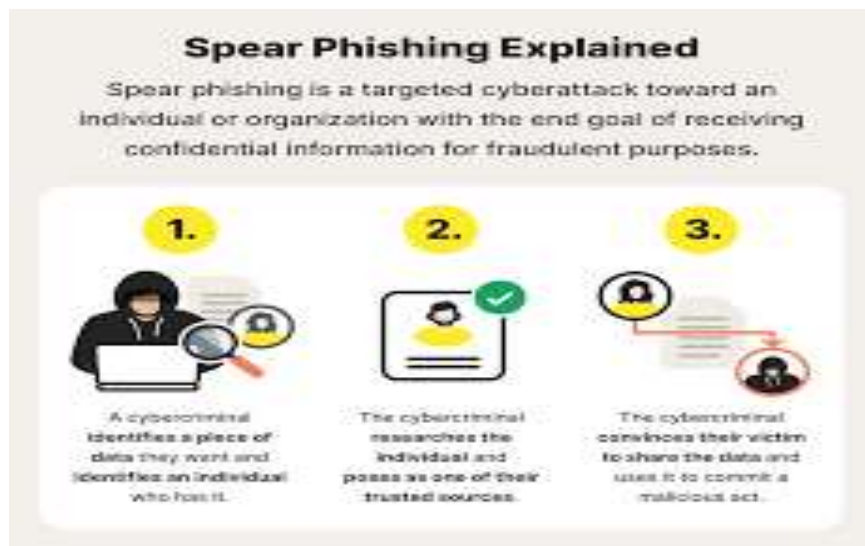 Spear Phishing Explained
Spear phishing is a targeted cyberattack toward an
individual or organization with the end goal of receiving
confidential information for fraudulent purposes.
1.
A cybercriminal
identifies a piece of
data they want and
identifies an individual
who has it.
2.
The cybercriminal
researches the
individual and
poses as one of their
trusted sources.
3.
The cybercriminal
convinces their victim
to share the data and
uses it to commit a
malicious act.